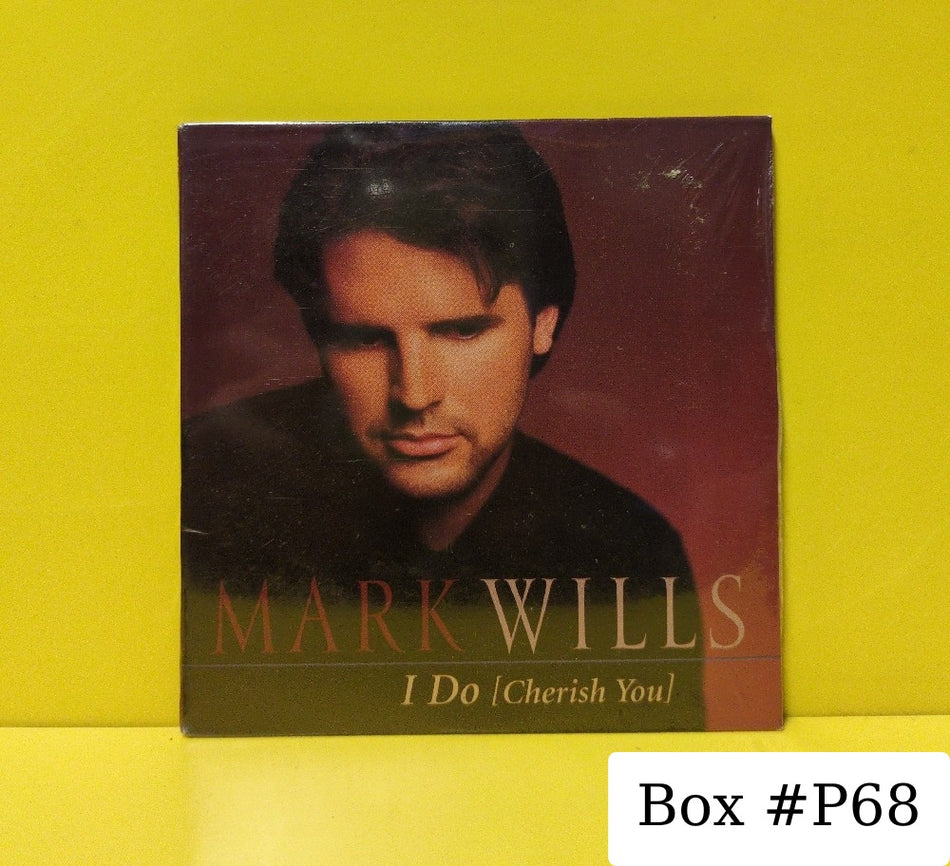 MARK WILLS
I Do [Cherish You]
Box #P68